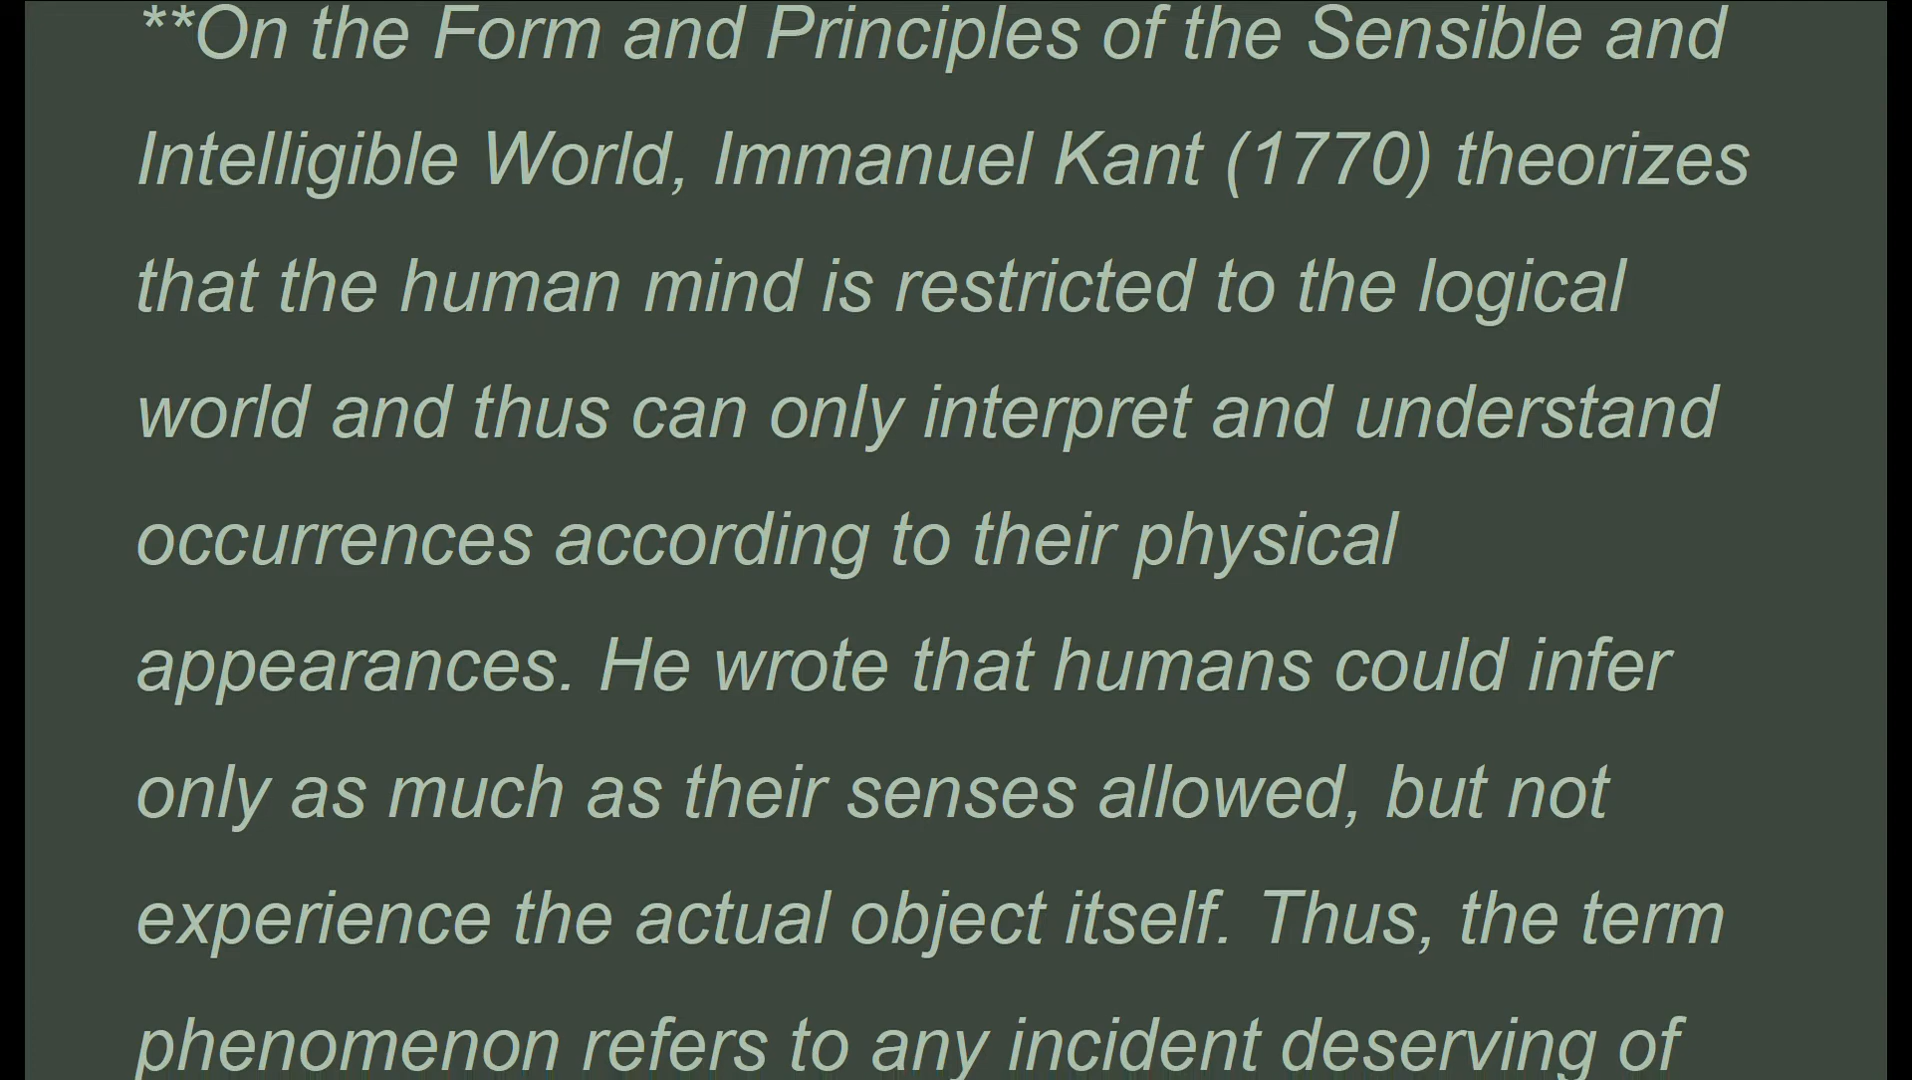 **On the Form and Principles of the Sensible and
Intelligible World, Immanuel Kant (1770) theorizes
that the human mind is restricted to the logical
world and thus can only interpret and understand
occurrences according to their physical
appearances. He wrote that humans could infer
only as much as their senses allowed, but not
experience the actual object itself. Thus, the term
phenomenon refers to any incident deserving of